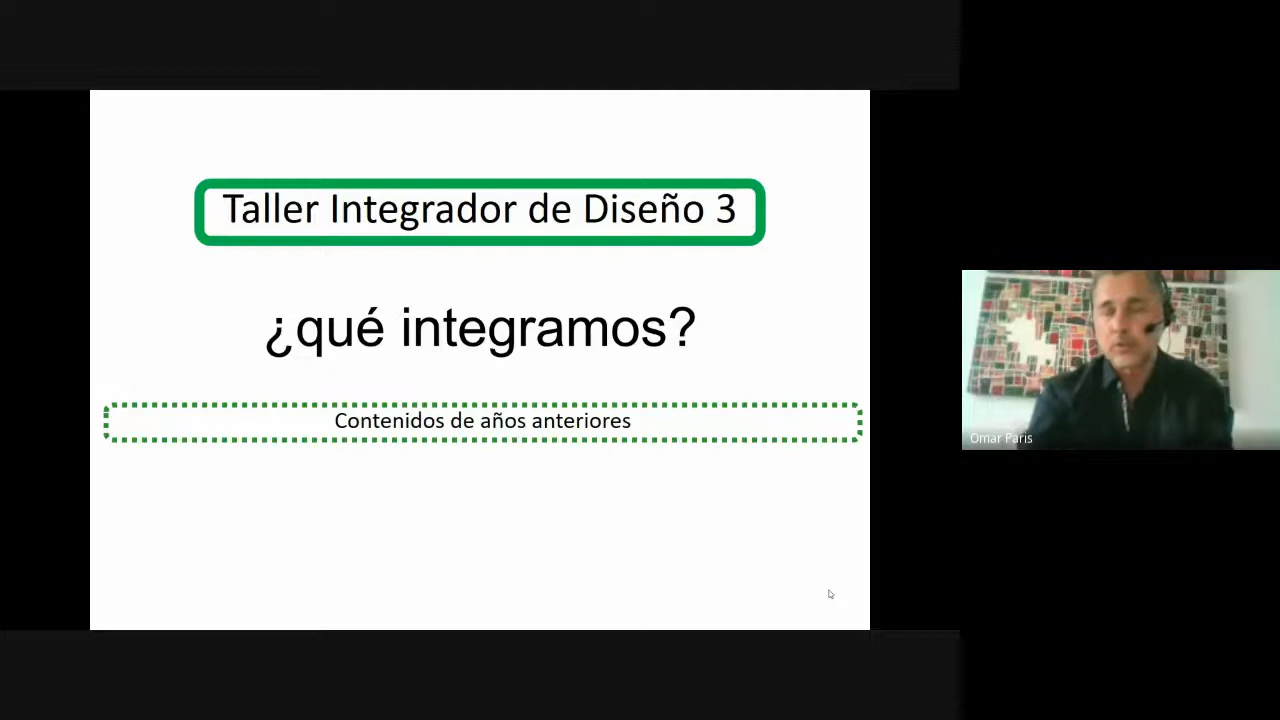 Taller Integrador de Diseño 3
¿qué integramos?
Contenidos de años anteriores
Omar Paris